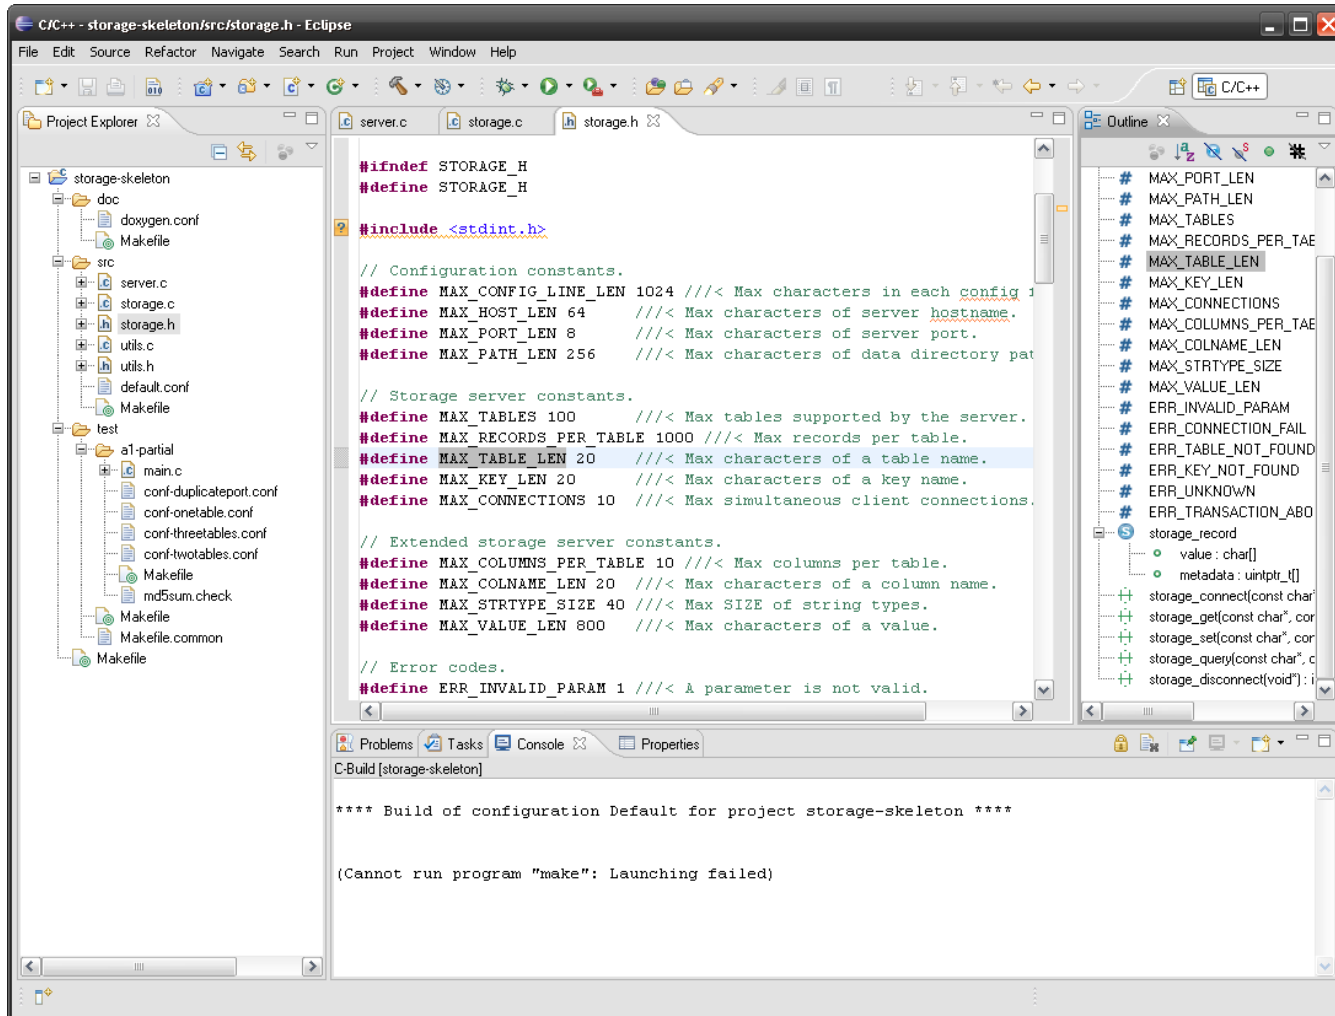 C/C++ - storage-skeleton/src/storage.h - Eclipse
File Edit Source Refactor Navigate Search Run Project Window Help
C/C++
Project Explorer
storage-skeleton
doc
doxygen.conf
Makefile
src
server.c
storage.c
storage.h
utils.c
utils.h
default.conf
Makefile
test
a1-partial
main.c
conf-duplicateport.conf
conf-onetable.conf
conf-threetables.conf
conf-twotables.conf
Makefile
md5sum.check
Makefile
Makefile.common
Makefile
server.c storage.c storage.h
#ifndef STORAGE_H
#define STORAGE_H
#include <stdint.h>
// Configuration constants.
#define MAX_CONFIG_LINE_LEN 1024 ///< Max characters in each config
#define MAX_HOST_LEN 64 ///< Max characters of server hostname.
#define MAX_PORT_LEN 8 ///< Max characters of server port.
#define MAX_PATH_LEN 256 ///< Max characters of data directory pat
// Storage server constants.
#define MAX_TABLES 100 ///< Max tables supported by the server.
#define MAX_RECORDS_PER_TABLE 1000 ///< Max records per table.
#define MAX_TABLE_LEN 20 ///< Max characters of a table name.
#define MAX_KEY_LEN 20 ///< Max characters of a key name.
#define MAX_CONNECTIONS 10 ///< Max simultaneous client connections.
// Extended storage server constants.
#define MAX_COLUMNS_PER_TABLE 10 ///< Max columns per table.
#define MAX_COLNAME_LEN 20 ///< Max characters of a column name.
#define MAX_STRTYPE_SIZE 40 ///< Max SIZE of string types.
#define MAX_VALUE_LEN 800 ///< Max characters of a value.
// Error codes.
#define ERR_INVALID_PARAM 1 ///< A parameter is not valid.
Outline
# MAX_PORT_LEN
# MAX_PATH_LEN
# MAX_TABLES
# MAX_RECORDS_PER_TAE
# MAX_TABLE_LEN
# MAX_KEY_LEN
# MAX_CONNECTIONS
# MAX_COLUMNS_PER_TAE
# MAX_COLNAME_LEN
# MAX_STRTYPE_SIZE
# MAX_VALUE_LEN
# ERR_INVALID_PARAM
# ERR_CONNECTION_FAIL
# ERR_TABLE_NOT_FOUND
# ERR_KEY_NOT_FOUND
# ERR_UNKNOWN
# ERR_TRANSACTION_ABO
storage_record
value : char[]
metadata : uintptr_t[]
storage_connect(const char
storage_get(const char*, cor
storage_set(const char*, cor
storage_query(const char*, c
storage_disconnect(void*) : i
Problems Tasks Console Properties
C-Build [storage-skeleton]
**** Build of configuration Default for project storage-skeleton ****
(Cannot run program "make": Launching failed)